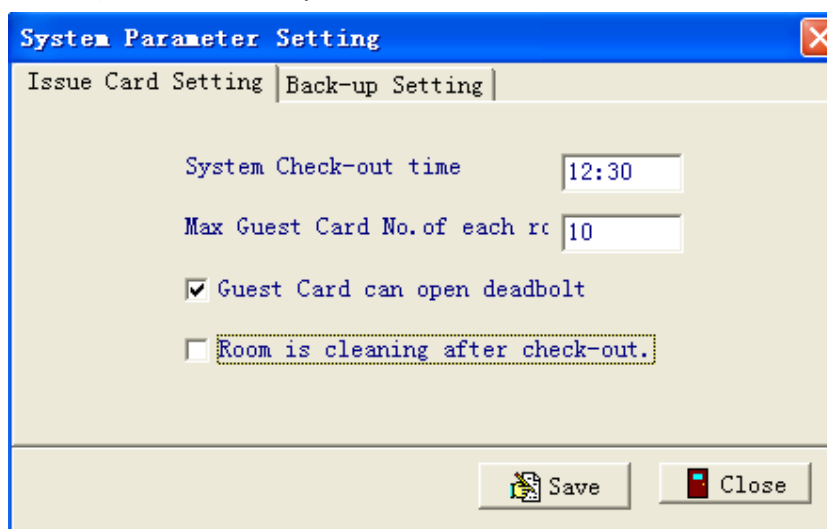 System Parameter Setting
Issue Card Setting Back-up Setting
System Check-out time 12:30
Max Guest Card No.of each rc 10
Guest Card can open deadbolt
Room is cleaning after check-out.
Save Close